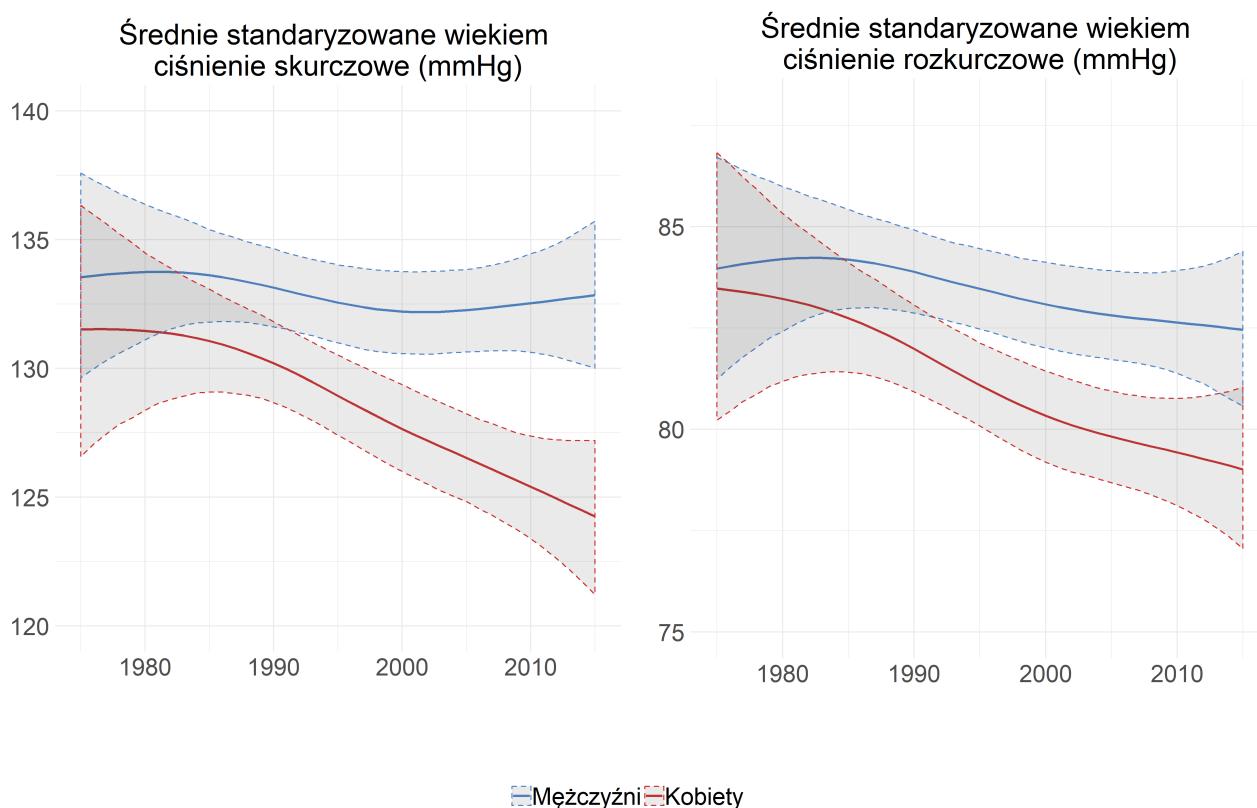 Średnie standaryzowane wiekiem
ciśnienie skurczowe (mmHg)
140
135
130
125
120
1980 1990 2000 2010
Średnie standaryzowane wiekiem
ciśnienie rozkurczowe (mmHg)
85
80
75
1980 1990 2000 2010
Mężczyźni Kobiety